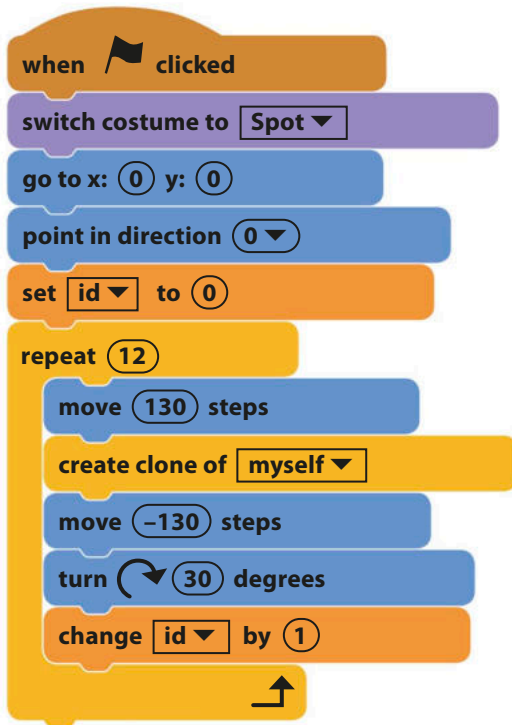 when clicked
switch costume to Spot
go to x: 0 y: 0
point in direction 0
set id to 0
repeat 12
move 130 steps
create clone of myself
move –130 steps
turn 30 degrees
change id by 1